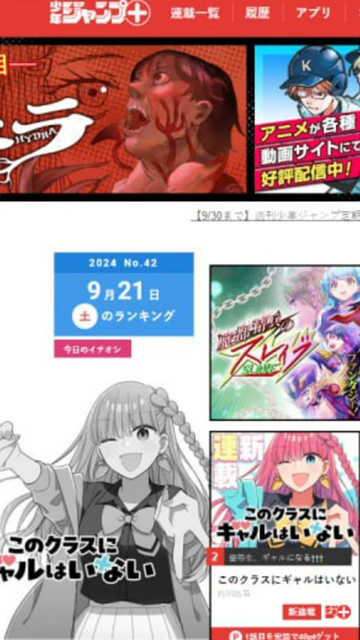 少年ジャンプ+
連載一覧
履歴
アプリ
ラ
HYDRA
K
アニメが各種
動画サイトにて
好評配信中!
【9/30まで】週刊少年ジャンプ定期
2024 No.42
9月21日
土 のランキング
今日のイチオシ
スレイブ
このクラスに
ギャルはいない
新連載
このクラスに
ギャルはいない
2
優等生、ギャルになる!!!
このクラスにギャルはいない
新連載